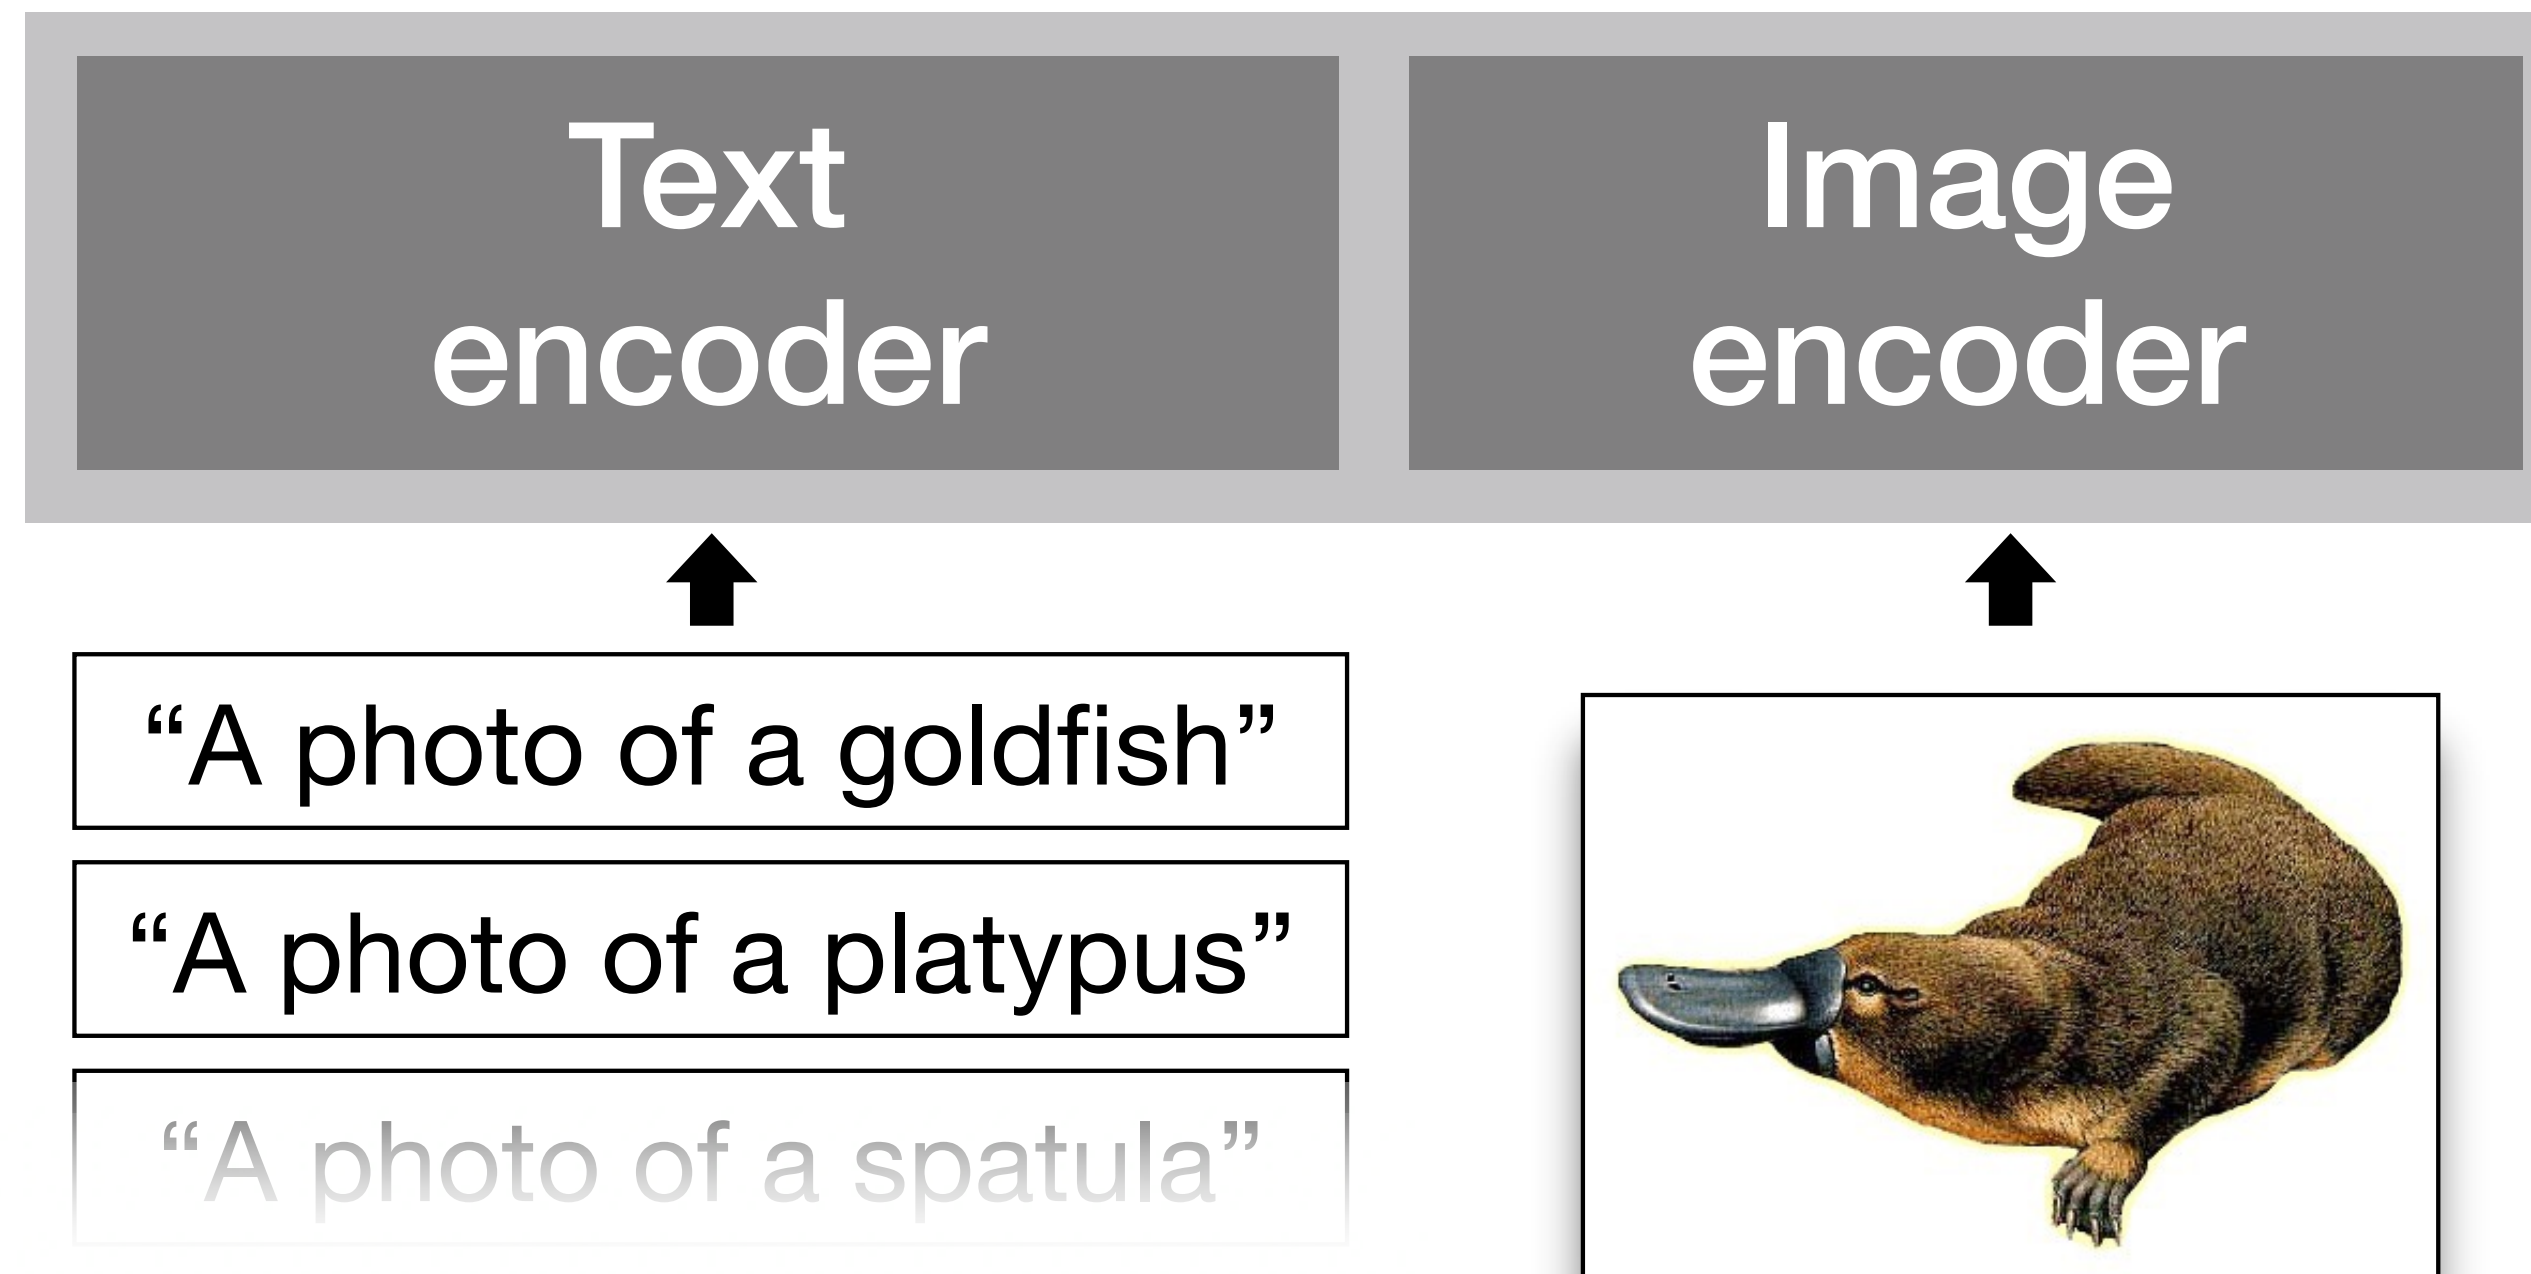 Text
encoder
Image
encoder
“A photo of a goldfish”
“A photo of a platypus”
“A photo of a spatula”